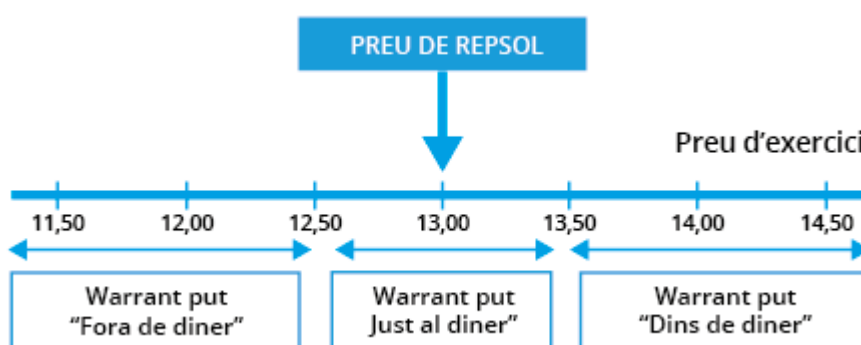 PREU DE REPSOL
Preu d’exercici
11,50 12,00 12,50 13,00 13,50 14,00 14,50
Warrant put
“Fora de diner”
Warrant put
Just al diner”
Warrant put
“Dins de diner”